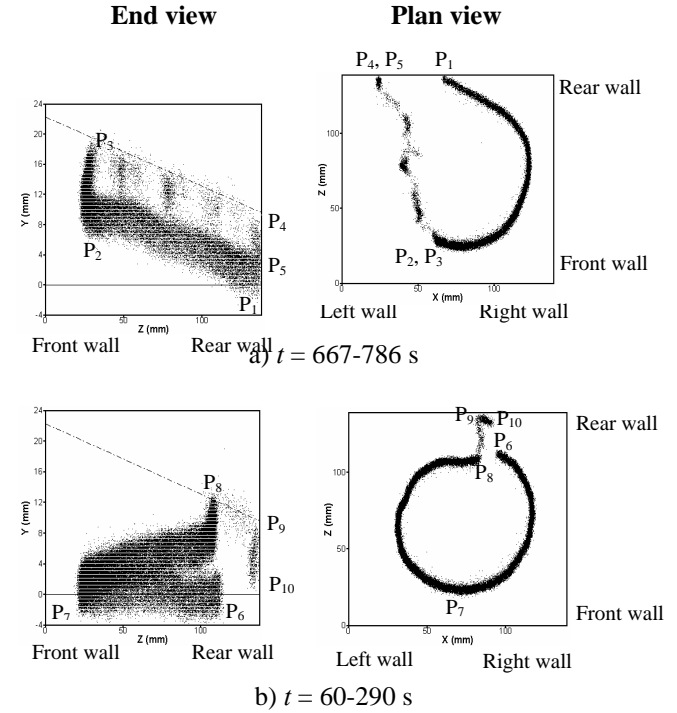 End view
Plan view
P4, P5
P1
Rear wall
24
20
16
12
8
4
0
-4
Y (mm)
P3
P2
P4
P5
P1
50
100
Z (mm)
Front wall
Rear wall
100
50
0
Z (mm)
P2, P3
0
50
100
X (mm)
Front wall
Left wall
Right wall
a) t = 667-786 s
24
20
16
12
8
4
0
-4
Y (mm)
P8
P9
P10
P7
P6
50
100
Z (mm)
Front wall
Rear wall
P9
P10
P6
P8
Rear wall
100
50
0
Z (mm)
P7
50
100
X (mm)
Front wall
Left wall
Right wall
b) t = 60-290 s